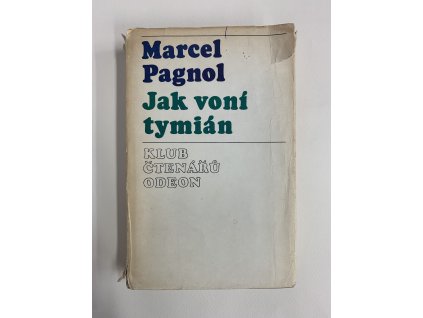 Marcel
Pagnol
Jak voní
tymián
KLUB
ČTENÁŘŮ
ODEON